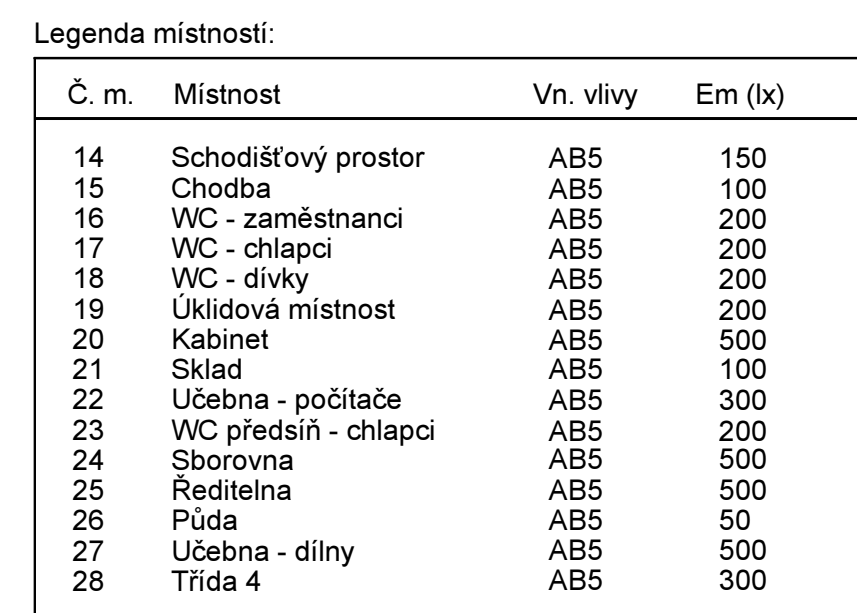 Legenda místností:
Č. m. Místnost Vn. vlivy Em (lx)
14 Schodišťový prostor AB5 150
15 Chodba AB5 100
16 WC - zaměstnanci AB5 200
17 WC - chlapci AB5 200
18 WC - dívky AB5 200
19 Úklidová místnost AB5 200
20 Kabinet AB5 500
21 Sklad AB5 100
22 Učebna - počítače AB5 300
23 WC předsíň - chlapci AB5 200
24 Sborovna AB5 500
25 Ředitelna AB5 500
26 Půda AB5 50
27 Učebna - dílny AB5 500
28 Třída 4 AB5 300